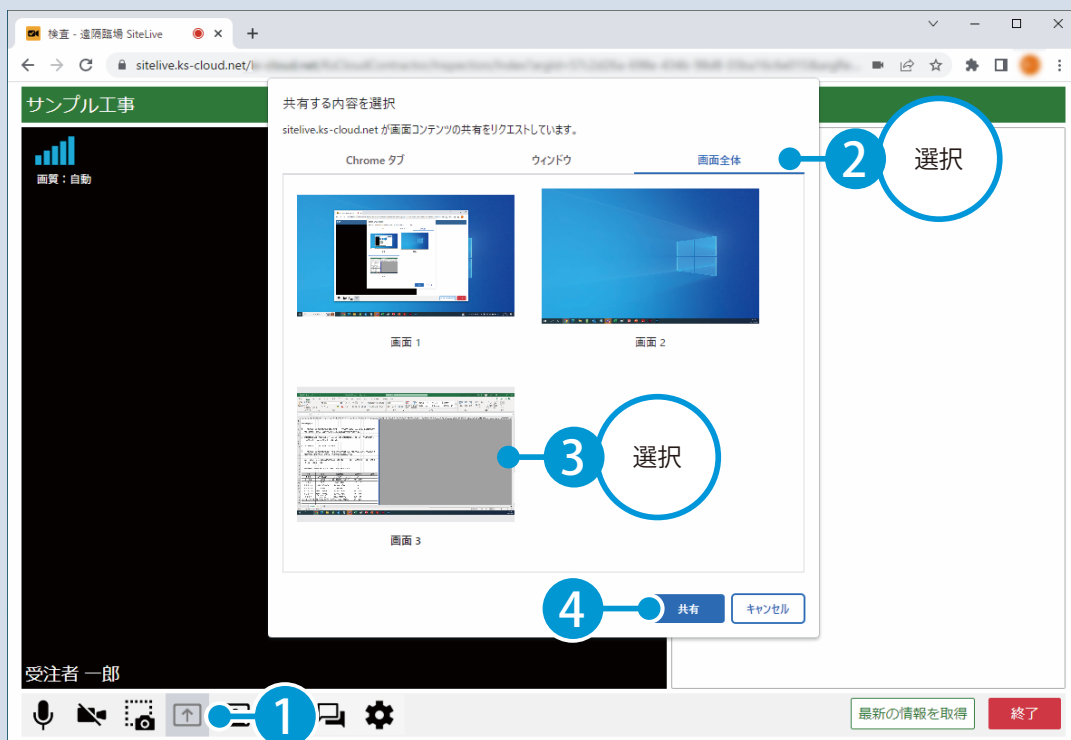 検査 - 遠隔臨場 SiteLive
sitelive.ks-cloud.net/
サンプル工事
画質：自動
共有する内容を選択
sitelive.ks-cloud.net が画面コンテンツの共有をリクエストしています。
Chrome タブ
ウィンドウ
画面全体
2
選択
画面 1
画面 2
3
選択
画面 3
4
共有
キャンセル
受注者 一郎
1
最新の情報を取得
終了